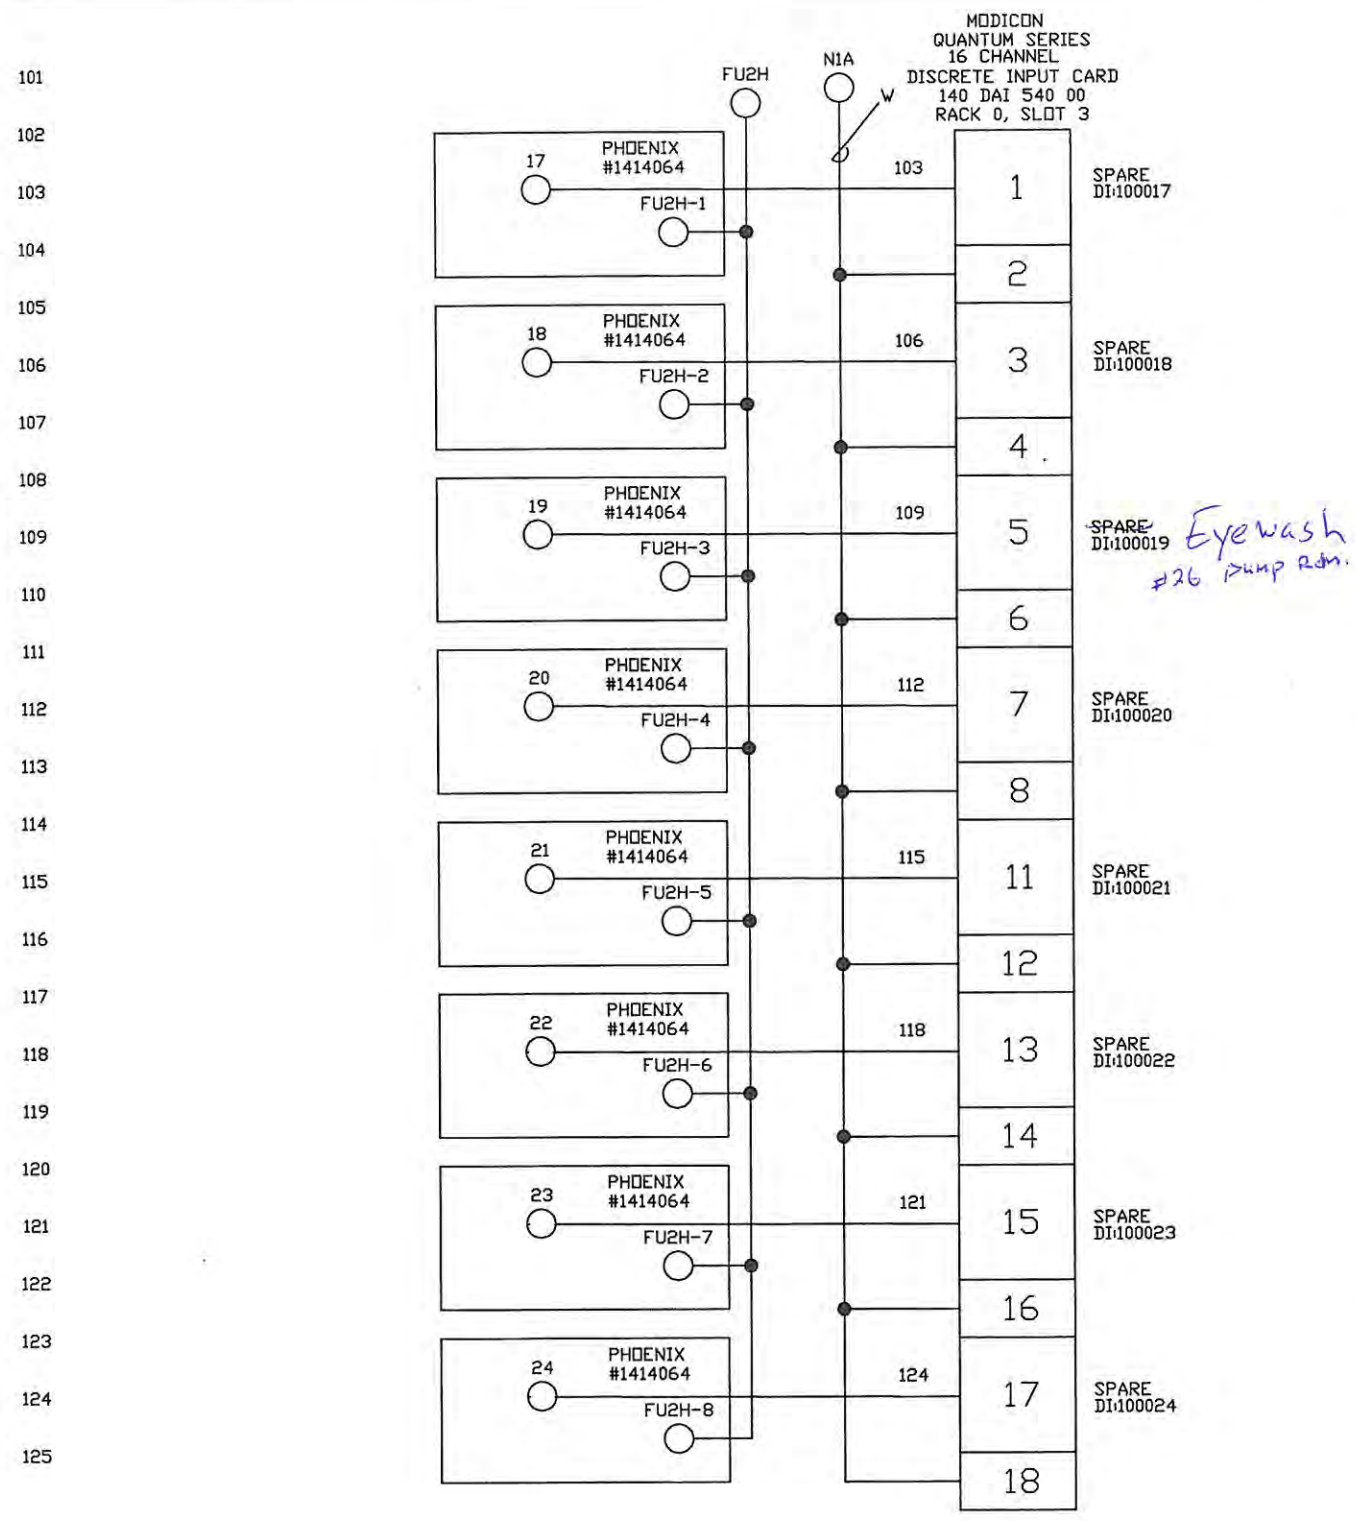 MODICON
QUANTUM SERIES
16 CHANNEL
DISCRETE INPUT CARD
140 DAI 540 00
RACK 0, SLOT 3
N1A
FU2H
W
101
102
PHOENIX
#1414064
17
103
1
SPARE
DI:100017
103
FU2H-1
104
2
105
PHOENIX
#1414064
18
106
3
SPARE
DI:100018
106
FU2H-2
107
4
108
PHOENIX
#1414064
19
109
5
SPARE
DI:100019
Eyewash
#26 Pump Rdm.
109
FU2H-3
110
6
111
PHOENIX
#1414064
20
112
7
SPARE
DI:100020
112
FU2H-4
113
8
114
PHOENIX
#1414064
21
115
11
SPARE
DI:100021
115
FU2H-5
116
12
117
PHOENIX
#1414064
22
118
13
SPARE
DI:100022
118
FU2H-6
119
14
120
PHOENIX
#1414064
23
121
15
SPARE
DI:100023
121
FU2H-7
122
16
123
PHOENIX
#1414064
24
124
17
SPARE
DI:100024
124
FU2H-8
125
18